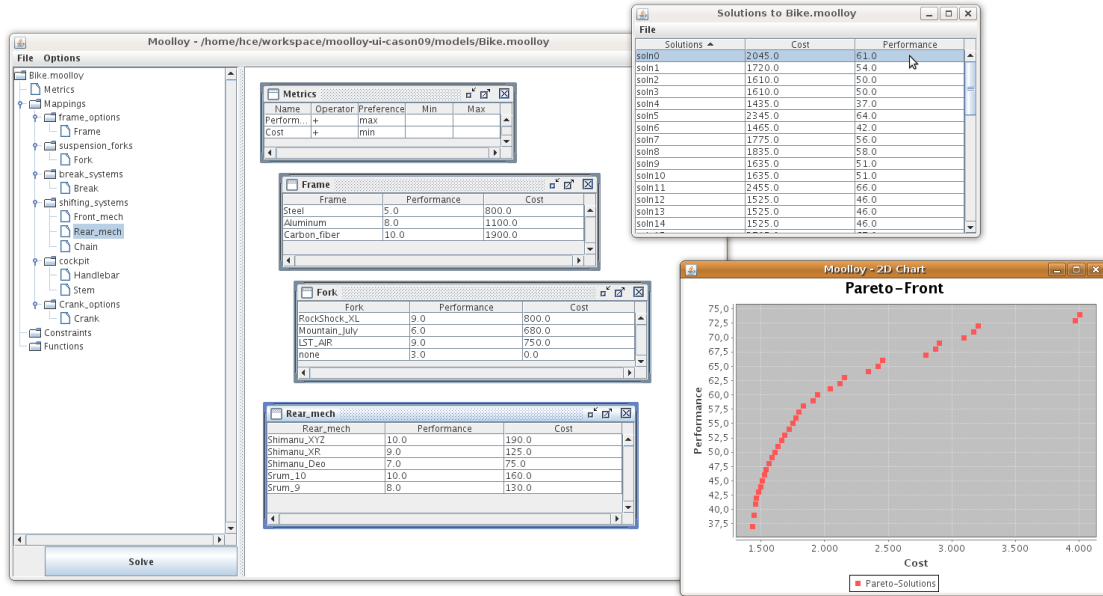 Moolloy - /home/hce/workspace/moolloy-ui-cason09/models/Bike.moolloy
File Options
Bike.moolloy
Metrics
Mappings
frame_options
Frame
suspension_forks
Fork
break_systems
Break
shifting_systems
Front_mech
Rear_mech
Chain
cockpit
Handlebar
Stem
Crank_options
Crank
Constraints
Functions
Solve
Metrics
Name Operator Preference Min Max
Perform... + max
Cost + min
Frame
Frame Performance Cost
Steel 5.0 800.0
Aluminum 8.0 1100.0
Carbon_fiber 10.0 1900.0
Fork
Fork Performance Cost
RockShock_XL 9.0 800.0
Mountain_July 6.0 680.0
LST_AIR 9.0 750.0
none 3.0 0.0
Rear_mech
Rear_mech Performance Cost
Shimanu_XYZ 10.0 190.0
Shimanu_XR 9.0 125.0
Shimanu_Deo 7.0 75.0
Srum_10 10.0 160.0
Srum_9 8.0 130.0
Solutions to Bike.moolloy
File
Solutions Cost Performance
soln0 2045.0 61.0
soln1 1720.0 54.0
soln2 1610.0 50.0
soln3 1610.0 50.0
soln4 1435.0 37.0
soln5 2345.0 64.0
soln6 1465.0 42.0
soln7 1775.0 56.0
soln8 1835.0 58.0
soln9 1635.0 51.0
soln10 1635.0 51.0
soln11 2455.0 66.0
soln12 1525.0 46.0
soln13 1525.0 46.0
soln14 1525.0 46.0
Moolloy - 2D Chart
Pareto-Front
Performance
75,0
72,5
70,0
67,5
65,0
62,5
60,0
57,5
55,0
52,5
50,0
47,5
45,0
42,5
40,0
37,5
1.500 2.000 2.500 3.000 3.500 4.000
Cost
Pareto-Solutions